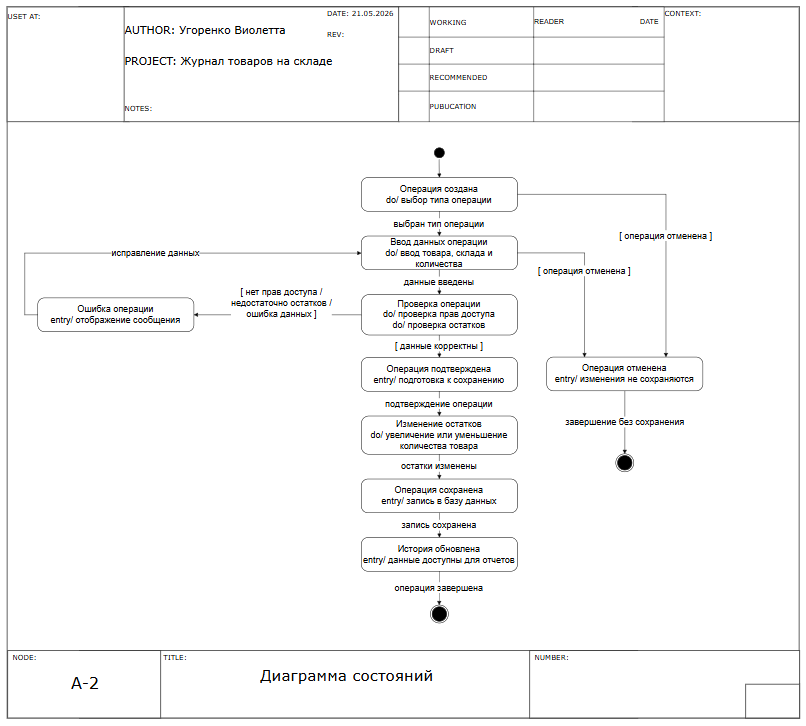 USET AT:
AUTHOR: Угоренко Виолетта
DATE: 21.05.2026
REV:
PROJECT: Журнал товаров на складе
NOTES:
WORKING
READER
DATE
CONTEXT:
DRAFT
RECOMMENDED
PUBUCATION
Операция создана
do/ выбор типа операции
выбран тип операции
[ операция отменена ]
Ввод данных операции
do/ ввод товара, склада и
количества
исправление данных
[ операция отменена ]
данные введены
[ нет прав доступа /
недостаточно остатков /
ошибка данных ]
Ошибка операции
entry/ отображение сообщения
Проверка операции
do/ проверка прав доступа
do/ проверка остатков
[ данные корректны ]
Операция подтверждена
entry/ подготовка к сохранению
Операция отменена
entry/ изменения не сохраняются
подтверждение операции
завершение без сохранения
Изменение остатков
do/ увеличение или уменьшение
количества товара
остатки изменены
Операция сохранена
entry/ запись в базу данных
запись сохранена
История обновлена
entry/ данные доступны для отчетов
операция завершена
NODE:
A-2
TITLE:
Диаграмма состояний
NUMBER: